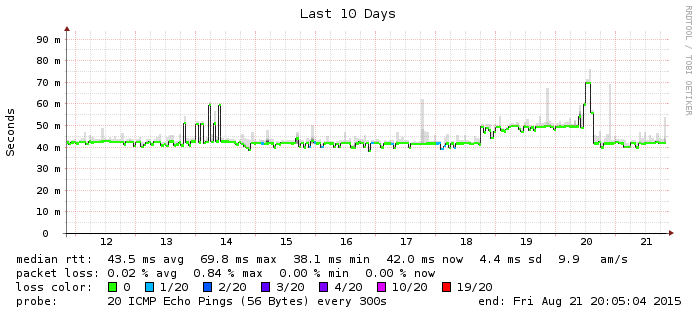 Last 10 Days
RRDTOOL / TOBI OETIKER
Seconds
90 m
80 m
70 m
60 m
50 m
40 m
30 m
20 m
10 m
0
12 13 14 15 16 17 18 19 20 21
median rtt: 43.5 ms avg 69.8 ms max 38.1 ms min 42.0 ms now 4.4 ms sd 9.9 am/s
packet loss: 0.02 % avg 0.84 % max 0.00 % min 0.00 % now
loss color: 0 1/20 2/20 3/20 4/20 10/20 19/20
probe: 20 ICMP Echo Pings (56 Bytes) every 300s end: Fri Aug 21 20:05:04 2015